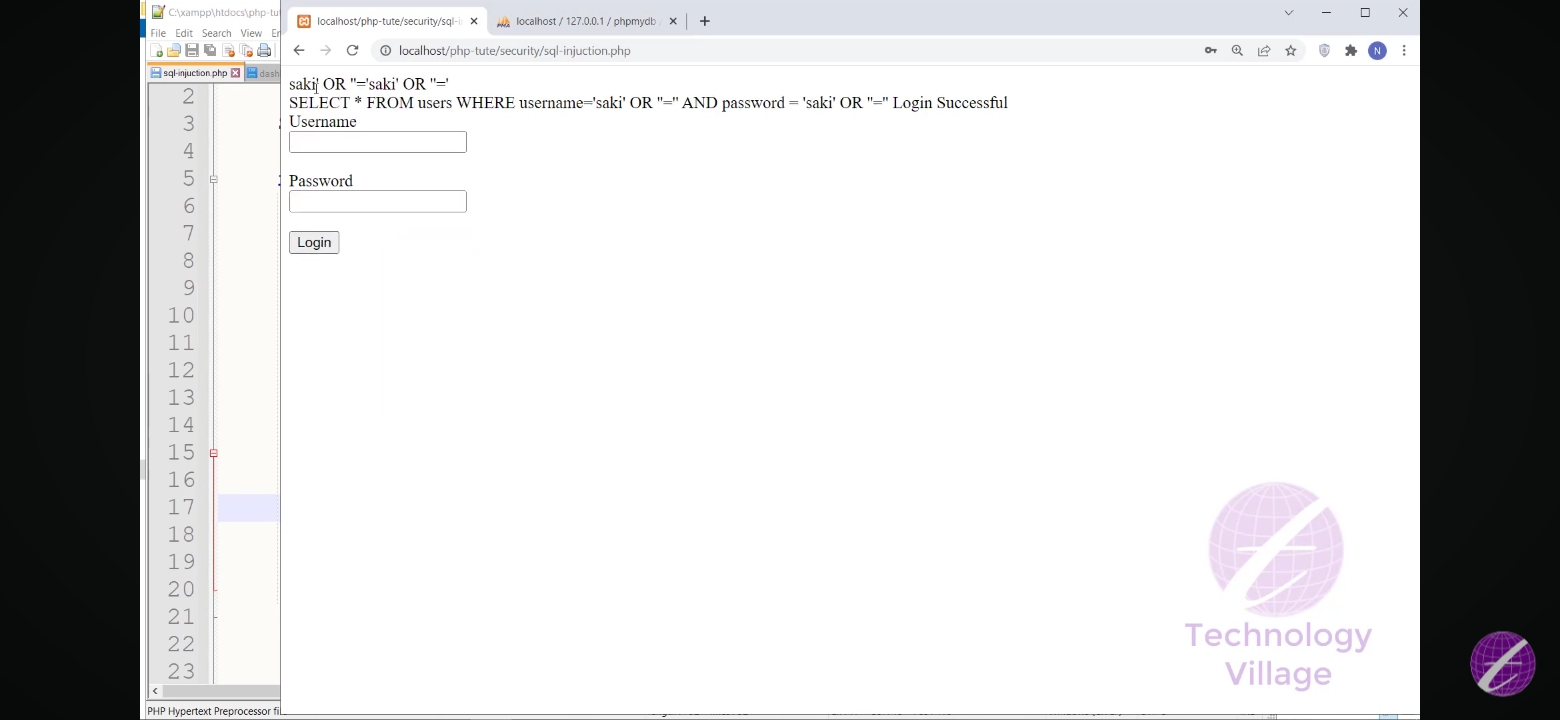 C:\xampp\htdocs\php-tu
localhost/php-tute/security/sql-i
localhost / 127.0.0.1 / phpmydb
File Edit Search View
localhost/php-tute/security/sql-injuction.php
N
sql-injuction.php
dash
saki' OR ''='saki' OR ''='
SELECT * FROM users WHERE username='saki' OR ''='' AND password = 'saki' OR ''='' Login Successful
Username
Password
Login
2
3
4
5
6
7
8
9
10
11
12
13
14
15
16
17
18
19
20
21
22
23
Technology
Village
PHP Hypertext Preprocessor fi